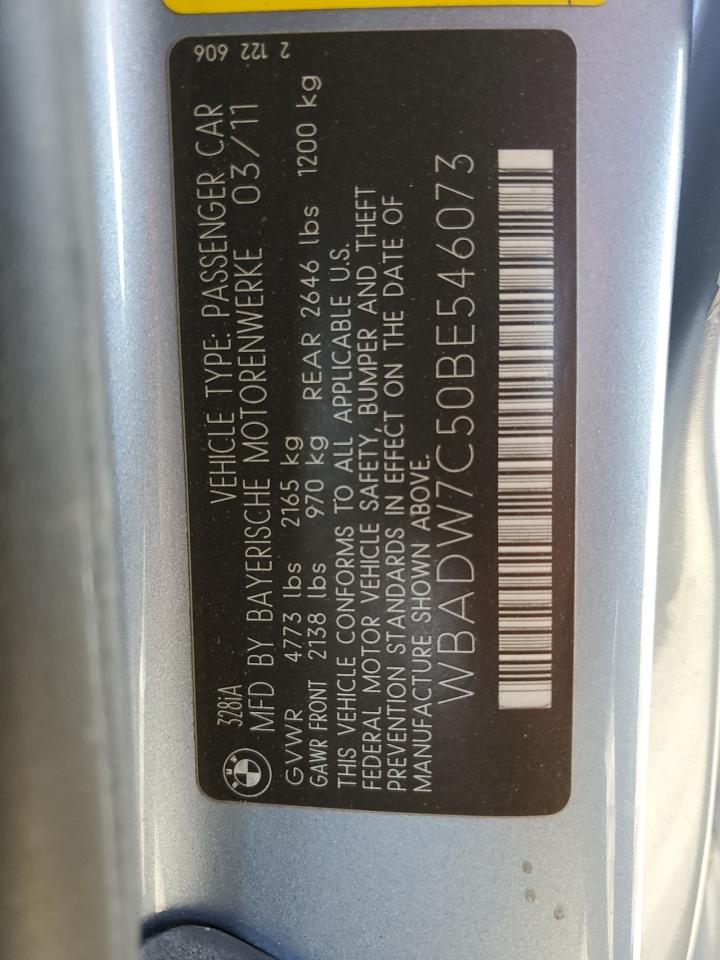 328iA VEHICLE TYPE: PASSENGER CAR
MFD BY BAYERISCHE MOTORENWERKE 03/11
GVWR 4773 lbs 2165 kg
GAWR FRONT 2138 lbs 970 kg REAR 2646 lbs 1200 kg
THIS VEHICLE CONFORMS TO ALL APPLICABLE U.S.
FEDERAL MOTOR VEHICLE SAFETY, BUMPER AND THEFT
PREVENTION STANDARDS IN EFFECT ON THE DATE OF
MANUFACTURE SHOWN ABOVE.
WBADW7C50BE546073
2 122 606
BMW